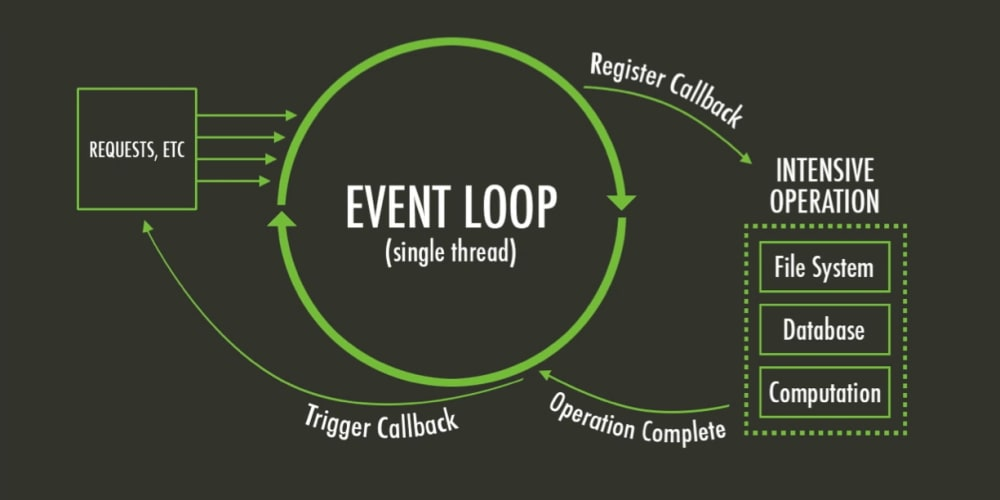 REQUESTS, ETC
EVENT LOOP
(single thread)
Register Callback
INTENSIVE
OPERATION
File System
Database
Computation
Operation Complete
Trigger Callback